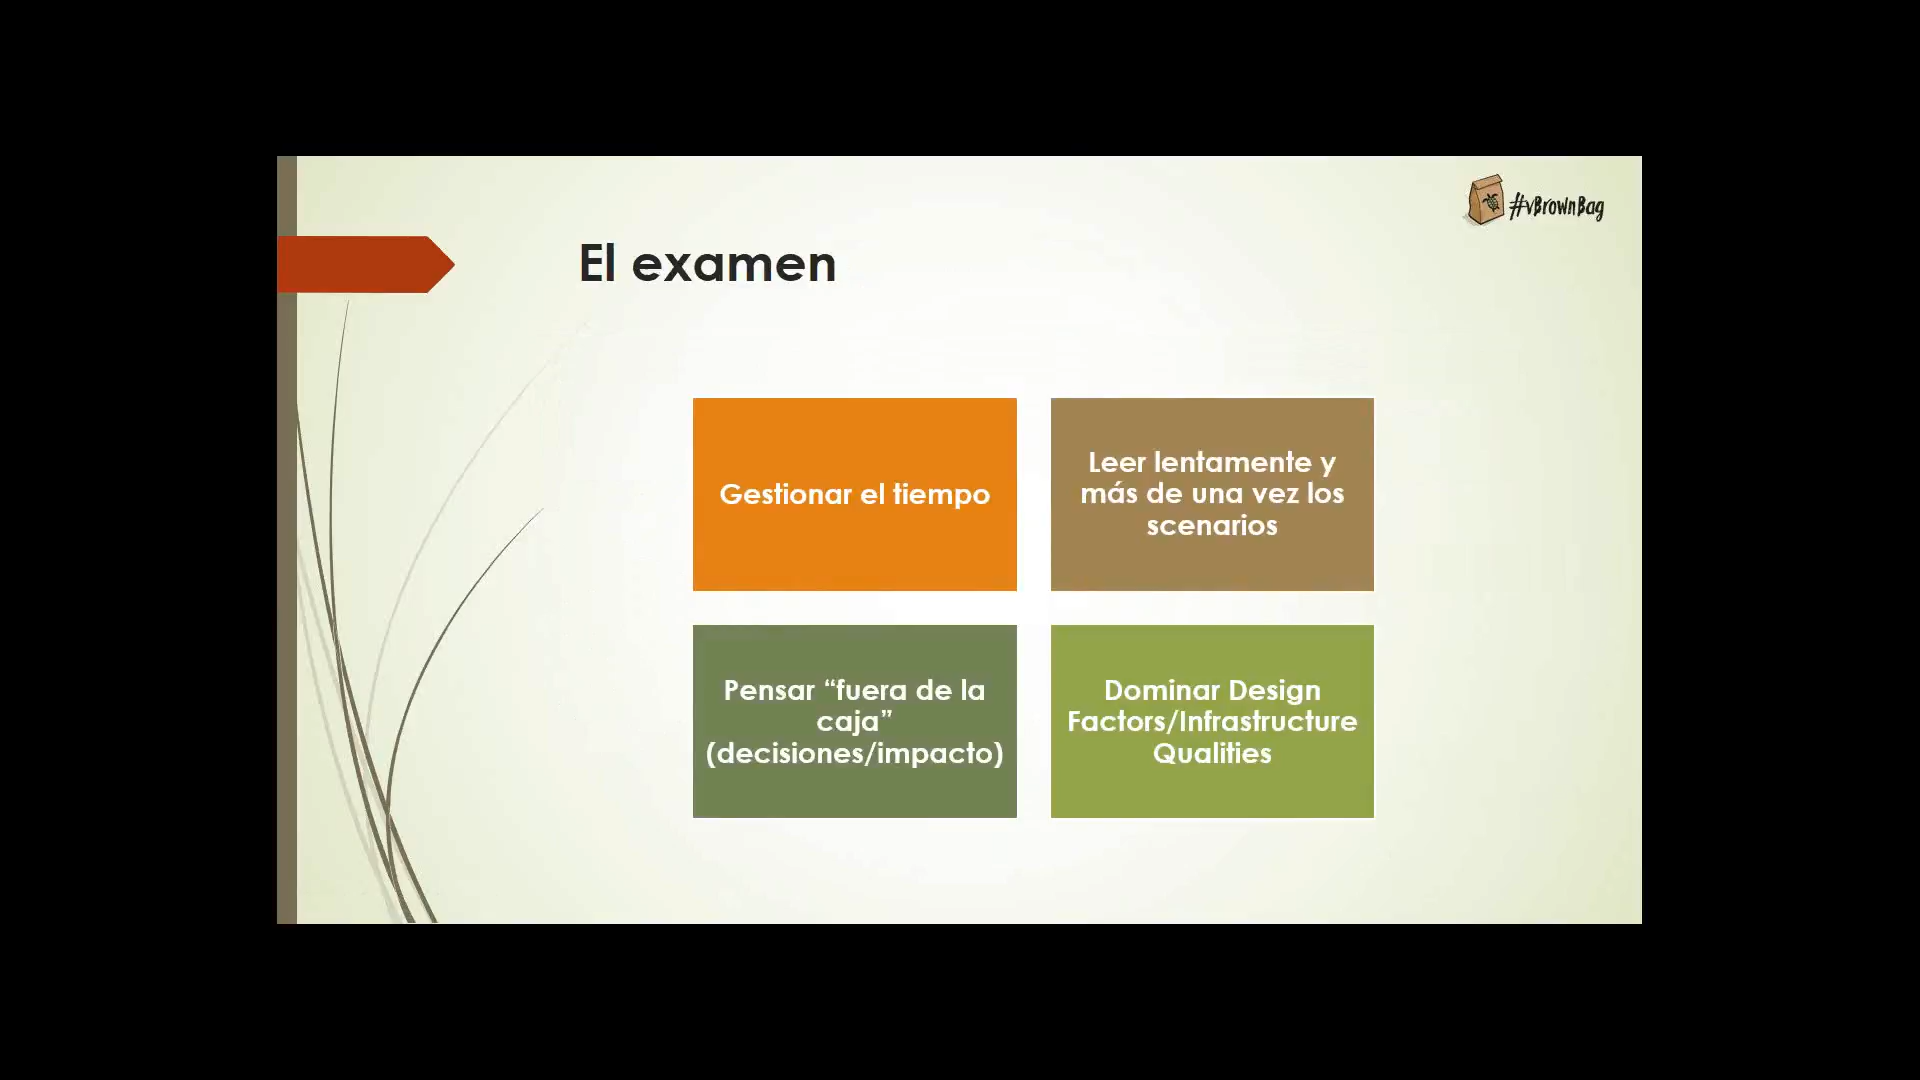 #vBrownBag
El examen
Gestionar el tiempo
Leer lentamente y
más de una vez los
scenarios
Pensar “fuera de la
caja”
(decisiones/impacto)
Dominar Design
Factors/Infrastructure
Qualities